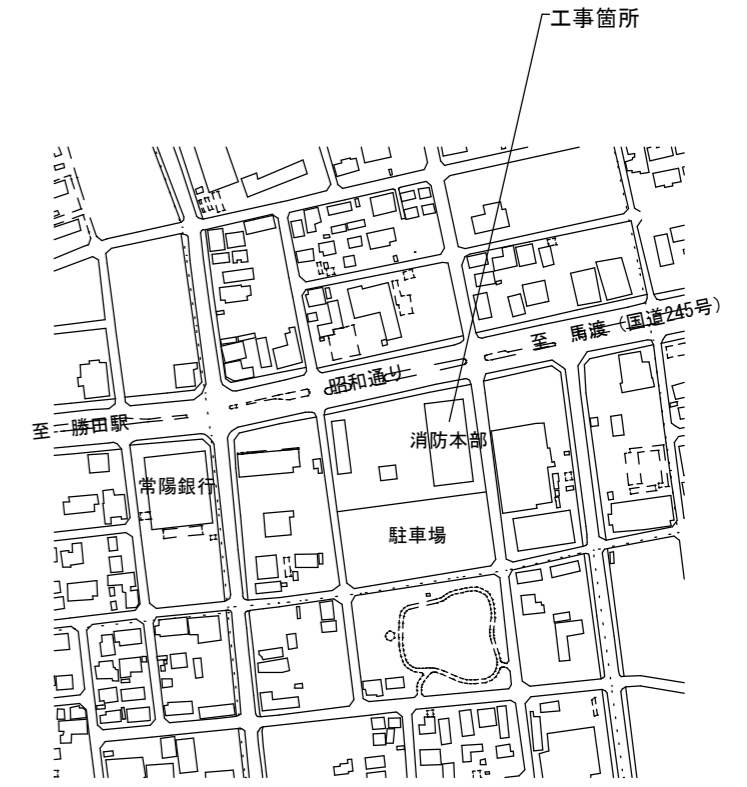 工事箇所
至 馬渡（国道245号）
昭和通り
至 勝田駅
消防本部
常陽銀行
駐車場